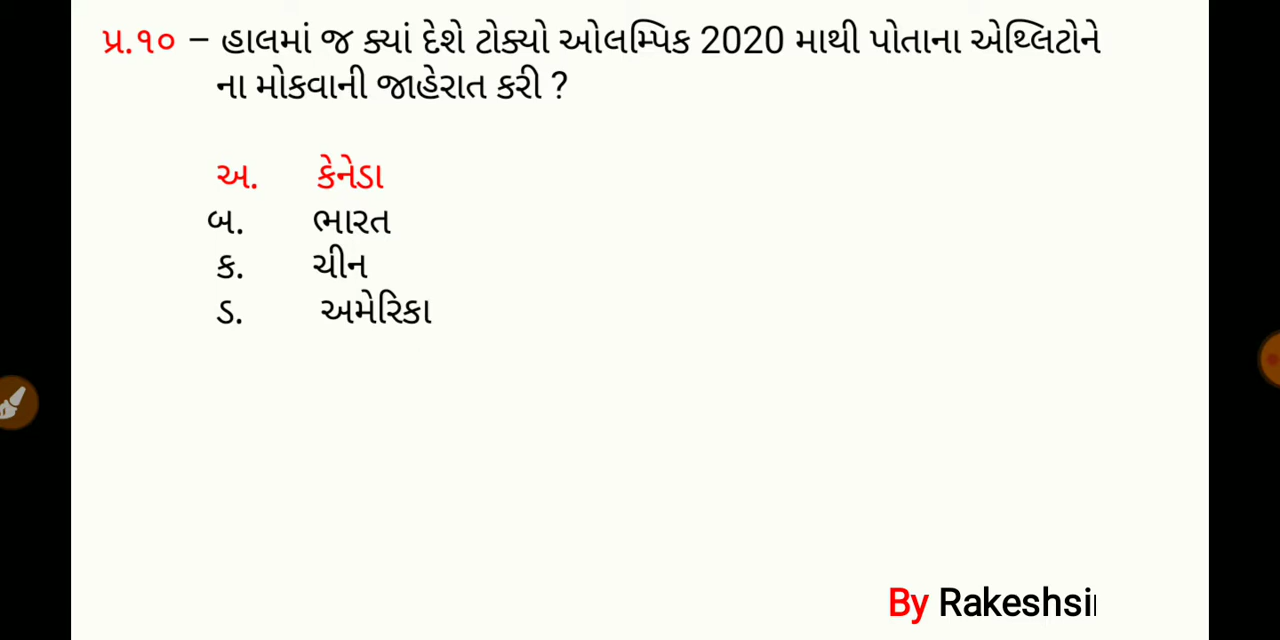 પ્ર.૧૦ – હાલમાં જ ક્યાં દેશે ટોક્યો ઓલમ્પિક 2020 માથી પોતાના એથ્લિટોને
ના મોકવાની જાહેરાત કરી ?
અ. કેનેડા
બ. ભારત
ક. ચીન
ડ. અમેરિકા
By Rakeshsi